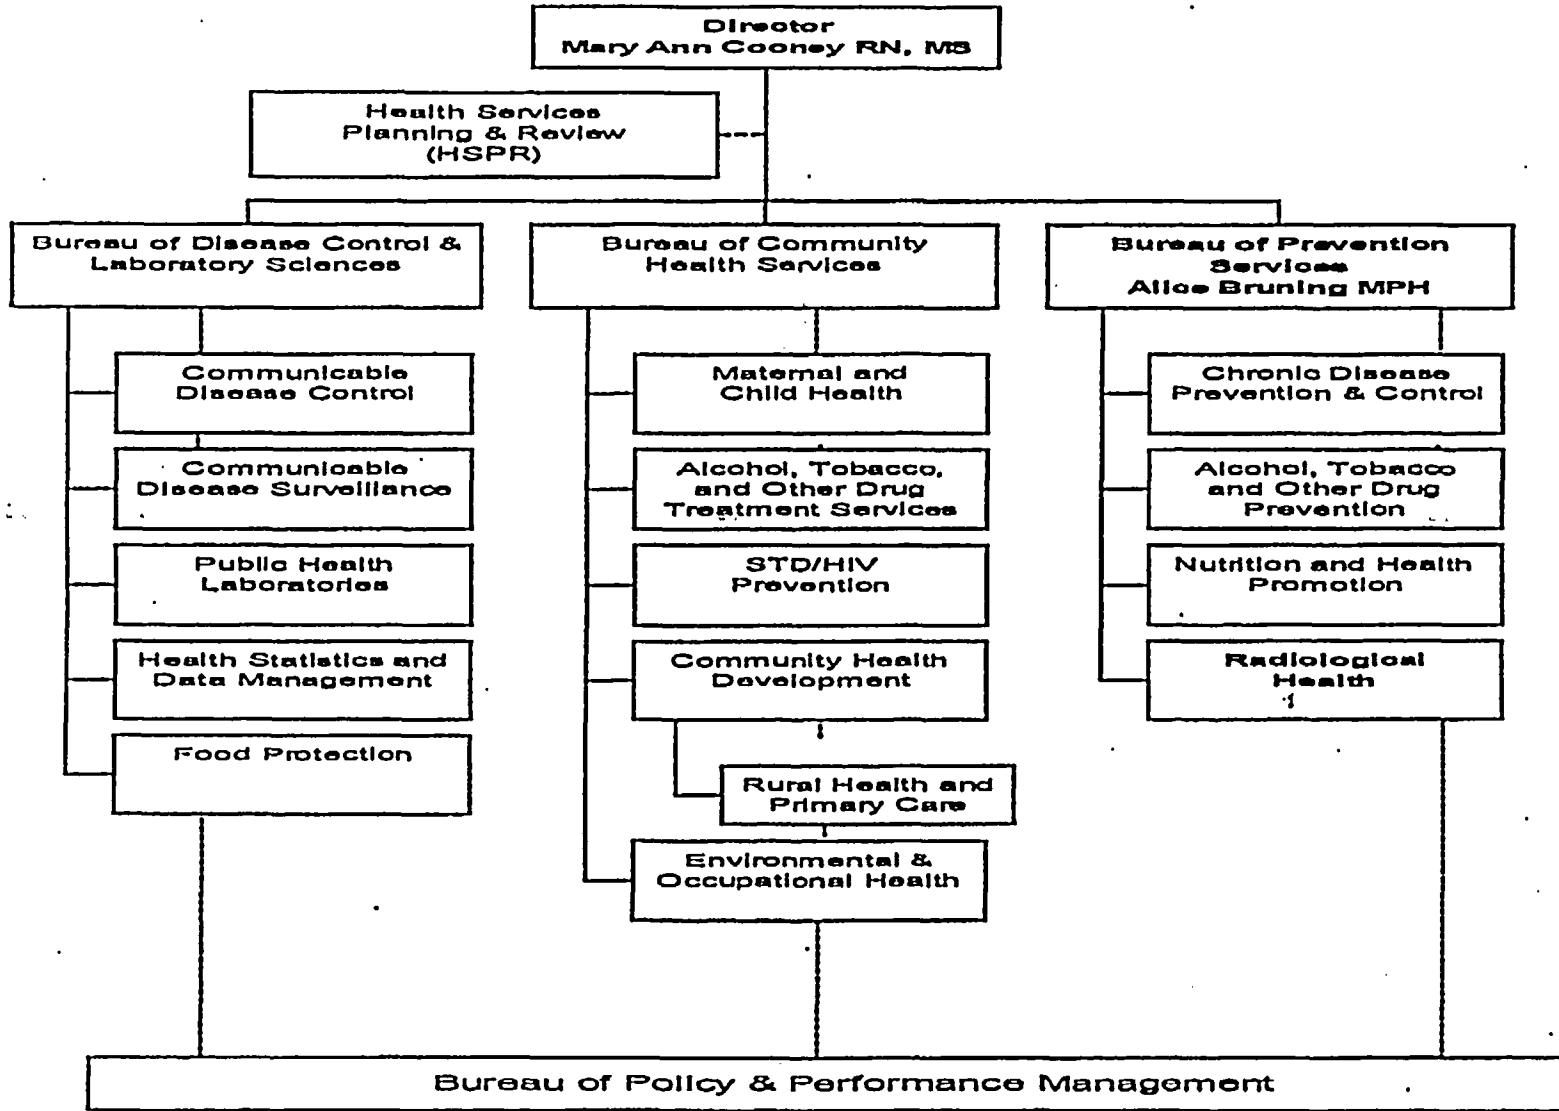 Director
Mary Ann Cooney RN, MS
Health Services
Planning & Review
(HSPR)
Bureau of Disease Control &
Laboratory Sciences
Bureau of Community
Health Services
Bureau of Prevention
Services
Alice Bruning MPH
Communicable
Disease Control
Communicable
Disease Surveillance
Public Health
Laboratories
Health Statistics and
Data Management
Food Protection
Maternal and
Child Health
Alcohol, Tobacco,
and Other Drug
Treatment Services
STD/HIV
Prevention
Community Health
Development
Rural Health and
Primary Care
Environmental &
Occupational Health
Chronic Disease
Prevention & Control
Alcohol, Tobacco
and Other Drug
Prevention
Nutrition and Health
Promotion
Radiological
Health
Bureau of Policy & Performance Management